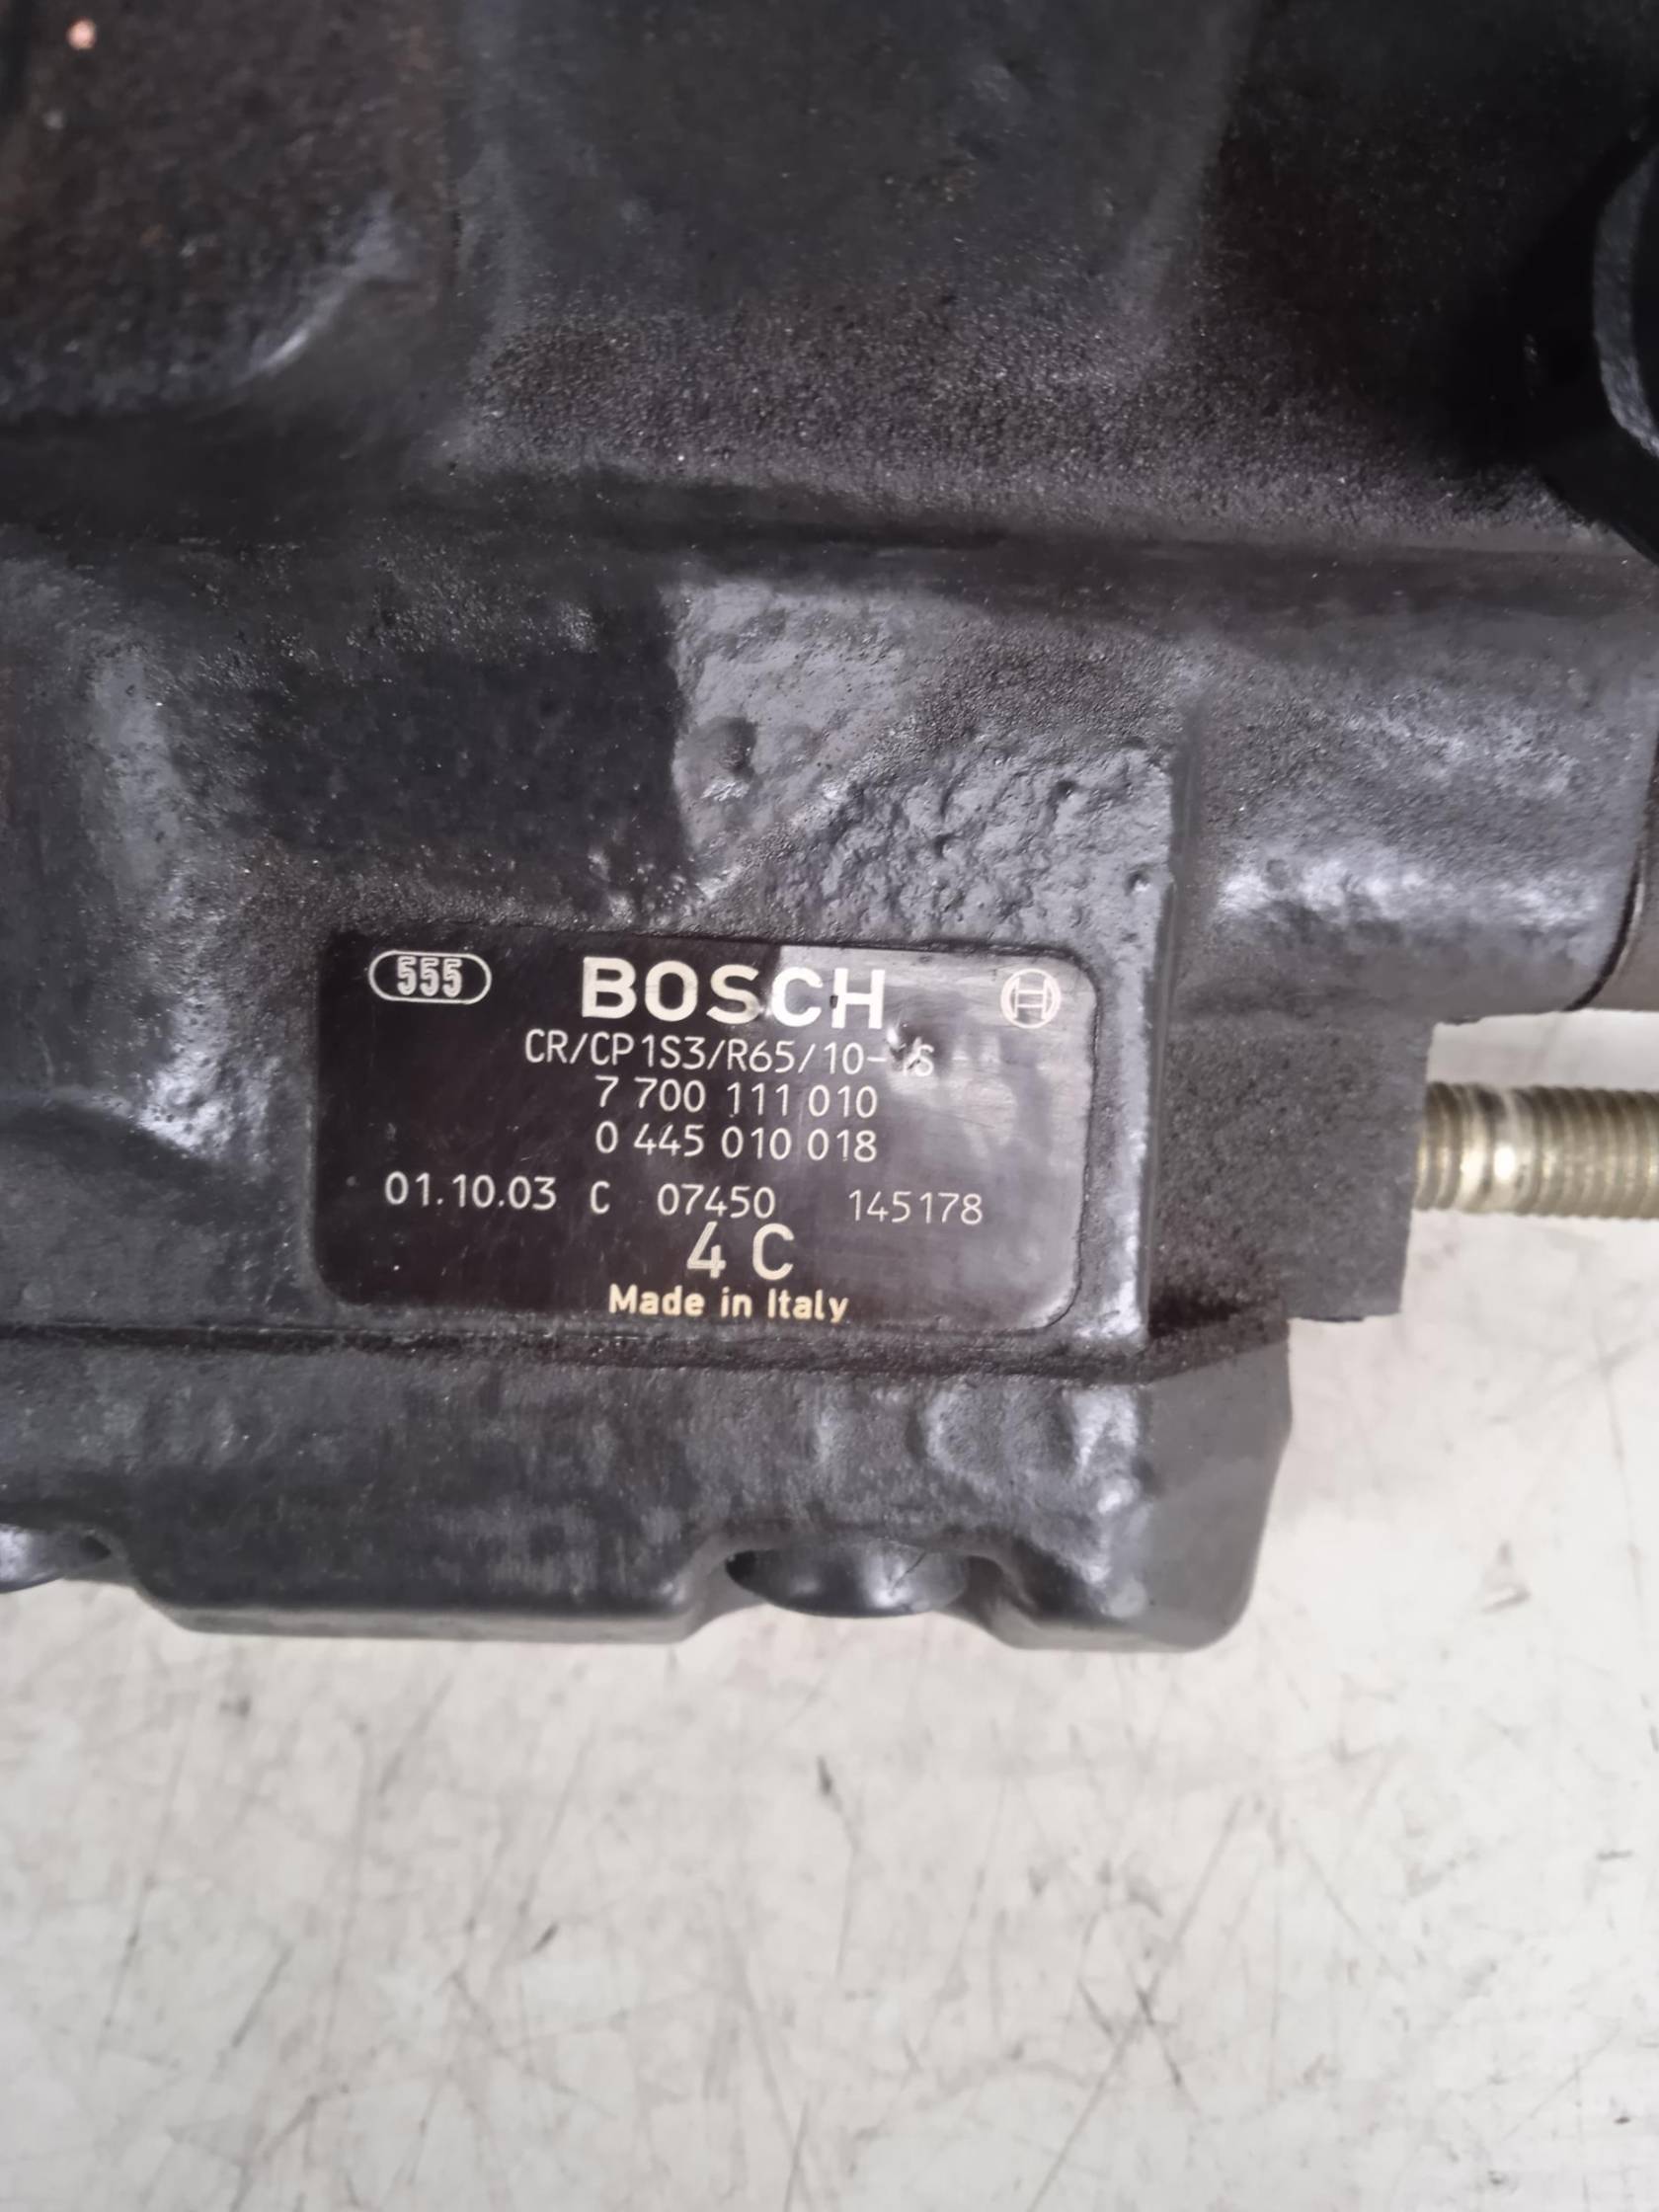 555 BOSCH
CR/CP1S3/R65/10-1S
7 700 111 010
0 445 010 018
01.10.03 C 07450 145178
4 C
Made in Italy